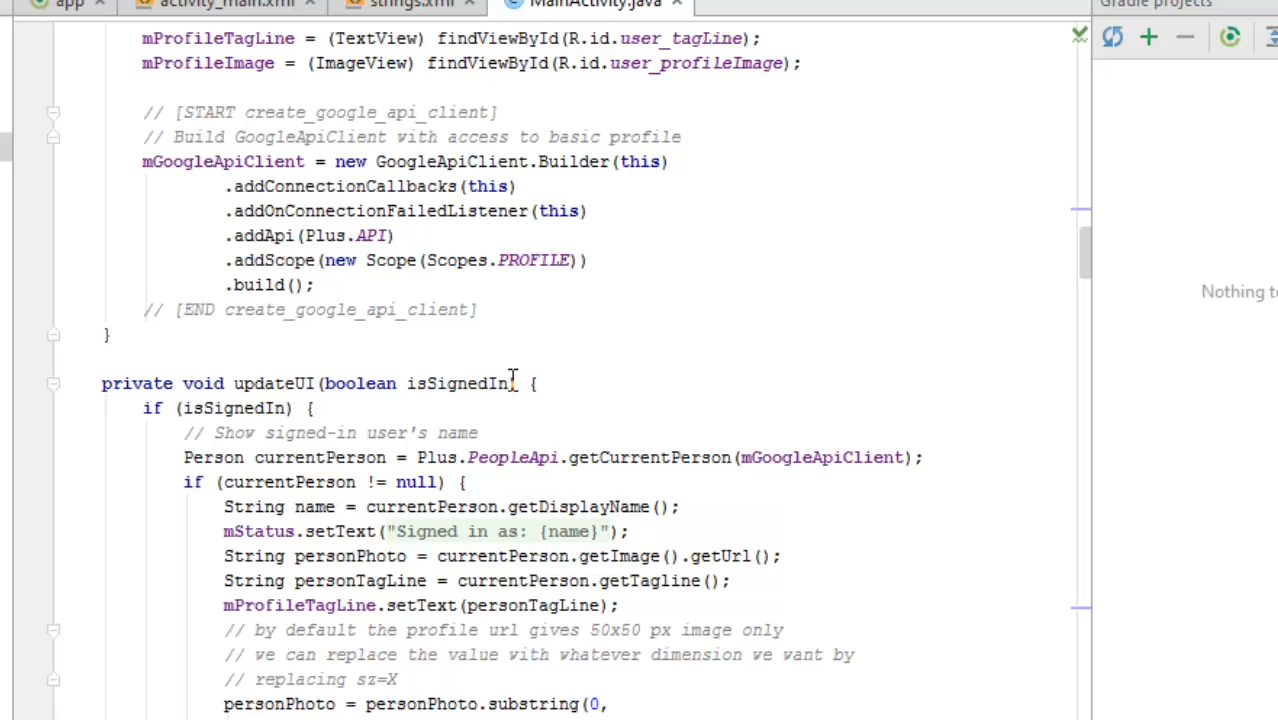 app
activity_main.xml
strings.xml
MainActivity.java
Gradle projects
mProfileTagLine = (TextView) findViewById(R.id.user_tagLine);
mProfileImage = (ImageView) findViewById(R.id.user_profileImage);
// [START create_google_api_client]
// Build GoogleApiClient with access to basic profile
mGoogleApiClient = new GoogleApiClient.Builder(this)
.addConnectionCallbacks(this)
.addOnConnectionFailedListener(this)
.addApi(Plus.API)
.addScope(new Scope(Scopes.PROFILE))
.build();
Nothing to
// [END create_google_api_client]
}
private void updateUI(boolean isSignedIn) {
if (isSignedIn) {
// Show signed-in user's name
Person currentPerson = Plus.PeopleApi.getCurrentPerson(mGoogleApiClient);
if (currentPerson != null) {
String name = currentPerson.getDisplayName();
mStatus.setText("Signed in as: {name}");
String personPhoto = currentPerson.getImage().getUrl();
String personTagLine = currentPerson.getTagline();
mProfileTagLine.setText(personTagLine);
// by default the profile url gives 50x50 px image only
// we can replace the value with whatever dimension we want by
// replacing sz=X
personPhoto = personPhoto.substring(0,